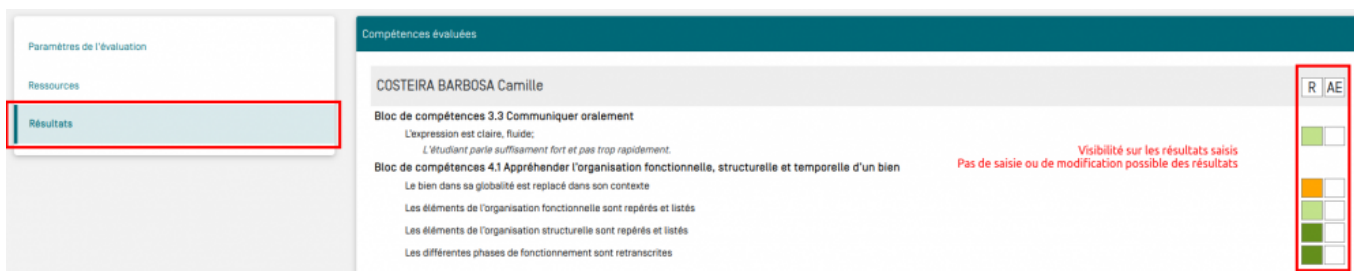 Paramètres de l'évaluation
Ressources
Résultats
Compétences évaluées
COSTEIRA BARBOSA Camille
R AE
Bloc de compétences 3.3 Communiquer oralement
L'expression est claire, fluide;
L'étudiant parle suffisament fort et pas trop rapidement.
Visibilité sur les résultats saisis
Pas de saisie ou de modification possible des résultats
Bloc de compétences 4.1 Appréhender l'organisation fonctionnelle, structurelle et temporelle d'un bien
Le bien dans sa globalité est replacé dans son contexte
Les éléments de l'organisation fonctionnelle sont repérés et listés
Les éléments de l'organisation structurelle sont repérés et listés
Les différentes phases de fonctionnement sont retranscrites